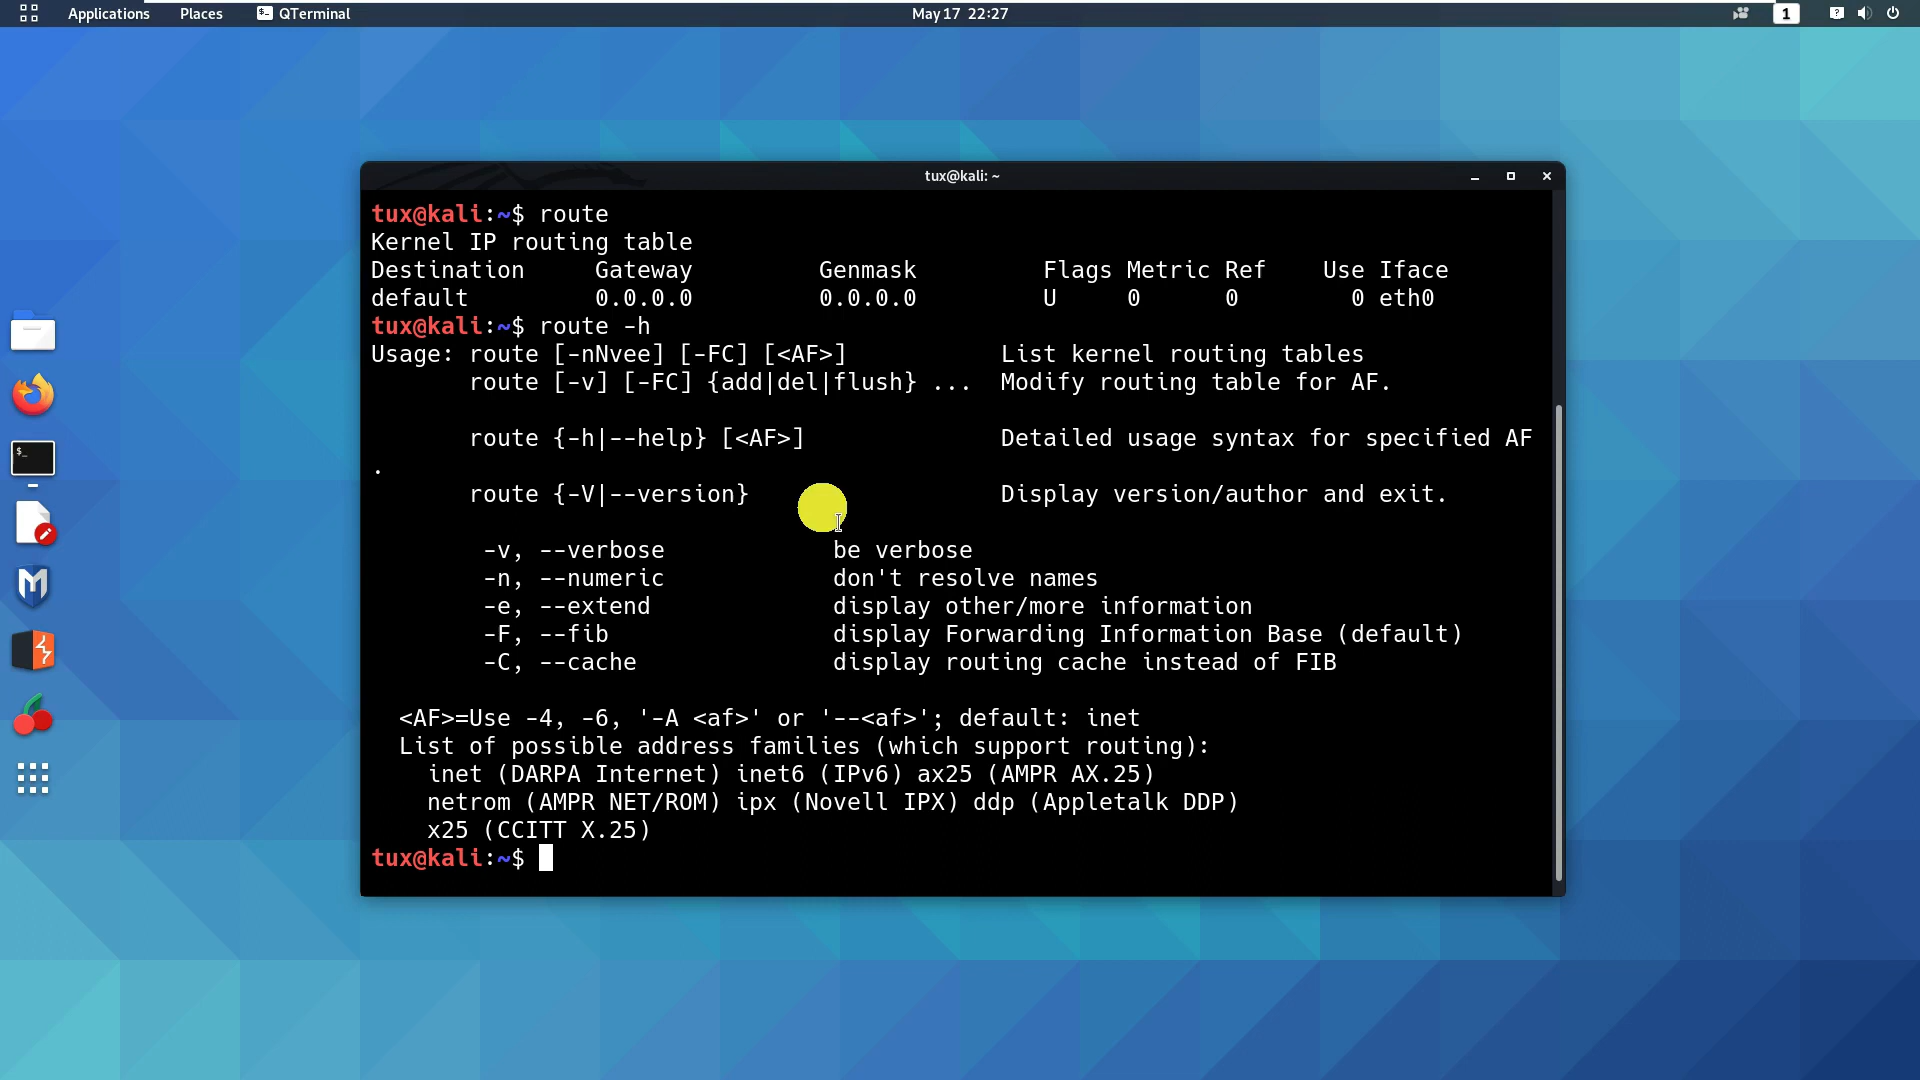 Applications Places QTerminal May 17 22:27 1
tux@kali: ~
tux@kali:~$ route
Kernel IP routing table
Destination Gateway Genmask Flags Metric Ref Use Iface
default 0.0.0.0 0.0.0.0 U 0 0 0 eth0
tux@kali:~$ route -h
Usage: route [-nNvee] [-FC] [<AF>] List kernel routing tables
route [-v] [-FC] {add|del|flush} ... Modify routing table for AF.
route {-h|--help} [<AF>] Detailed usage syntax for specified AF
.
route {-V|--version} Display version/author and exit.
-v, --verbose be verbose
-n, --numeric don't resolve names
-e, --extend display other/more information
-F, --fib display Forwarding Information Base (default)
-C, --cache display routing cache instead of FIB
<AF>=Use -4, -6, '-A <af>' or '--<af>'; default: inet
List of possible address families (which support routing):
inet (DARPA Internet) inet6 (IPv6) ax25 (AMPR AX.25)
netrom (AMPR NET/ROM) ipx (Novell IPX) ddp (Appletalk DDP)
x25 (CCITT X.25)
tux@kali:~$